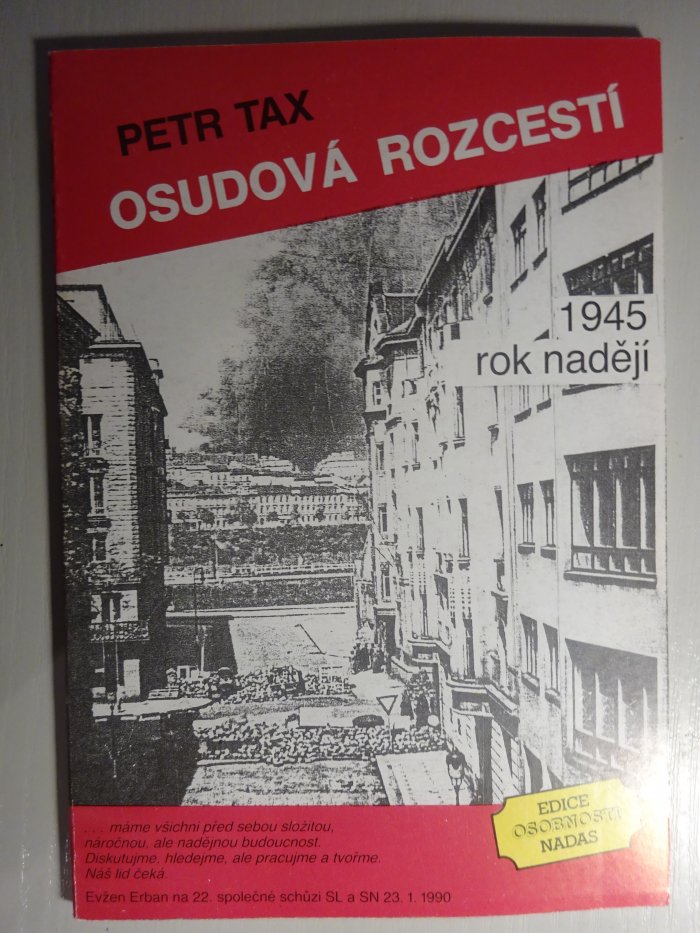 PETR TAX
OSUDOVÁ ROZCESTÍ
1945
rok nadějí
EDICE
OSOBNOSTI
NADAS
. . . máme všichni před sebou složitou,
náročnou, ale nadějnou budoucnost.
Diskutujme, hledejme, ale pracujme a tvořme.
Náš lid čeká.
Evžen Erban na 22. společné schůzi SL a SN 23. 1. 1990